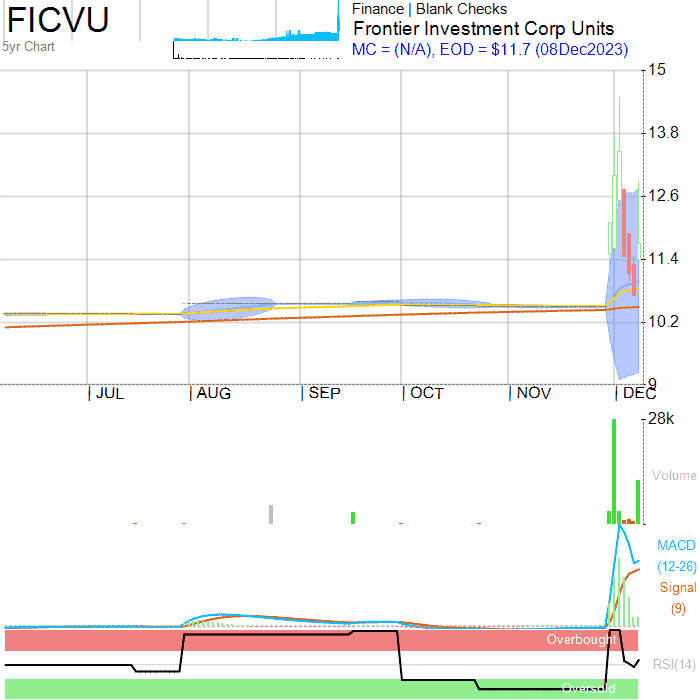 FICVU
5yr Chart
Finance | Blank Checks
Frontier Investment Corp Units
MC = (N/A), EOD = $11.7 (08Dec2023)
15
13.8
12.6
11.4
10.2
9
JUL
AUG
SEP
OCT
NOV
DEC
28k
Volume
MACD
(12-26)
Signal
(9)
Overbought
RSI(14)
Oversold